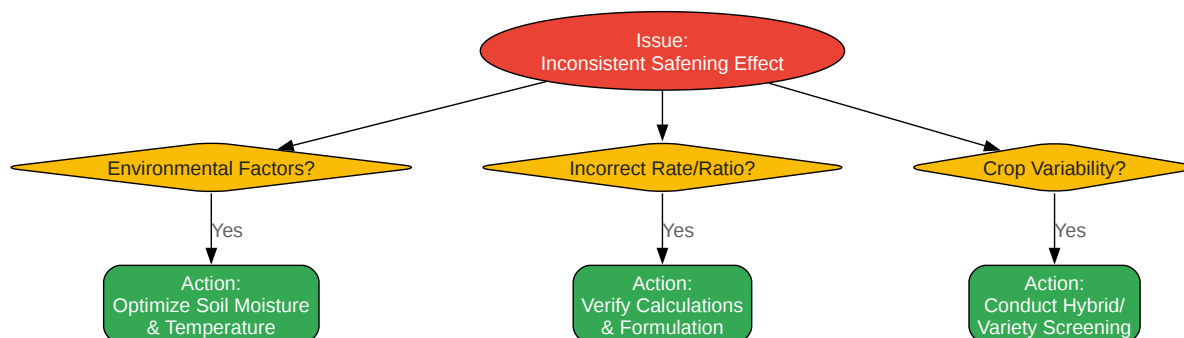 Issue:
Inconsistent Safening Effect
Environmental Factors?
Incorrect Rate/Ratio?
Crop Variability?
Yes
Yes
Yes
Action:
Optimize Soil Moisture
& Temperature
Action:
Verify Calculations
& Formulation
Action:
Conduct Hybrid/
Variety Screening